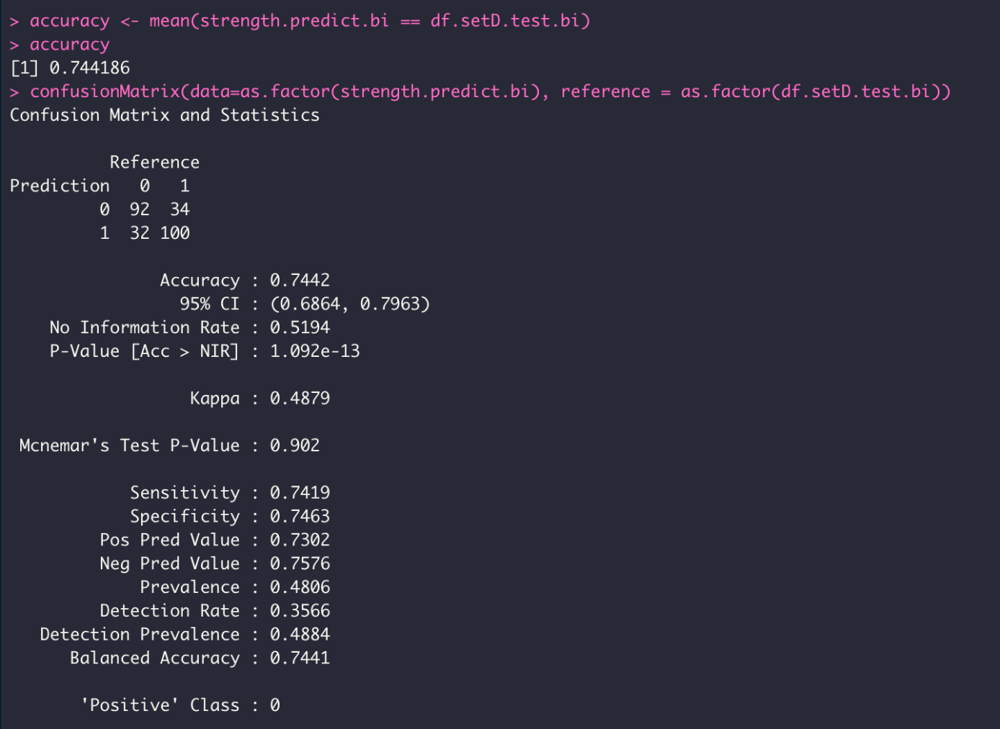 > accuracy <- mean(strength.predict.bi == df.setD.test.bi)
> accuracy
[1] 0.744186
> confusionMatrix(data=as.factor(strength.predict.bi), reference = as.factor(df.setD.test.bi))
Confusion Matrix and Statistics
Reference
Prediction 0 1
0 92 34
1 32 100
Accuracy : 0.7442
95% CI : (0.6864, 0.7963)
No Information Rate : 0.5194
P-Value [Acc > NIR] : 1.092e-13
Kappa : 0.4879
Mcnemar's Test P-Value : 0.902
Sensitivity : 0.7419
Specificity : 0.7463
Pos Pred Value : 0.7302
Neg Pred Value : 0.7576
Prevalence : 0.4806
Detection Rate : 0.3566
Detection Prevalence : 0.4884
Balanced Accuracy : 0.7441
'Positive' Class : 0